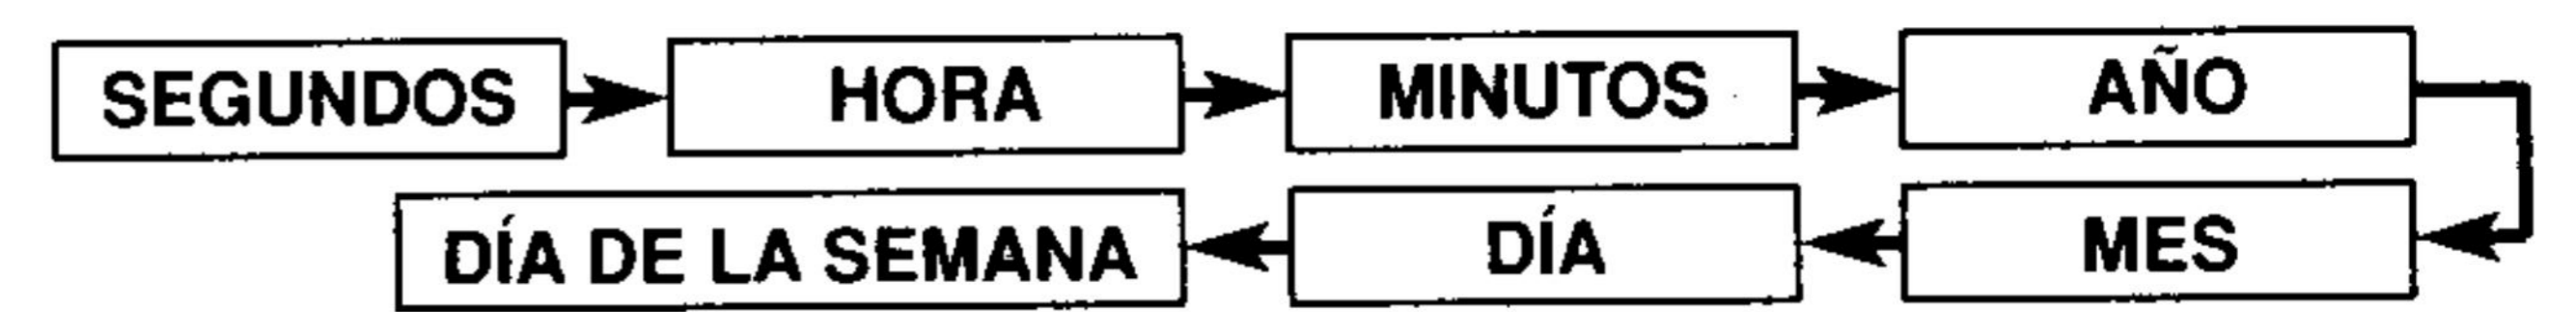 SEGUNDOS HORA MINUTOS AÑO
DÍA DE LA SEMANA DÍA MES